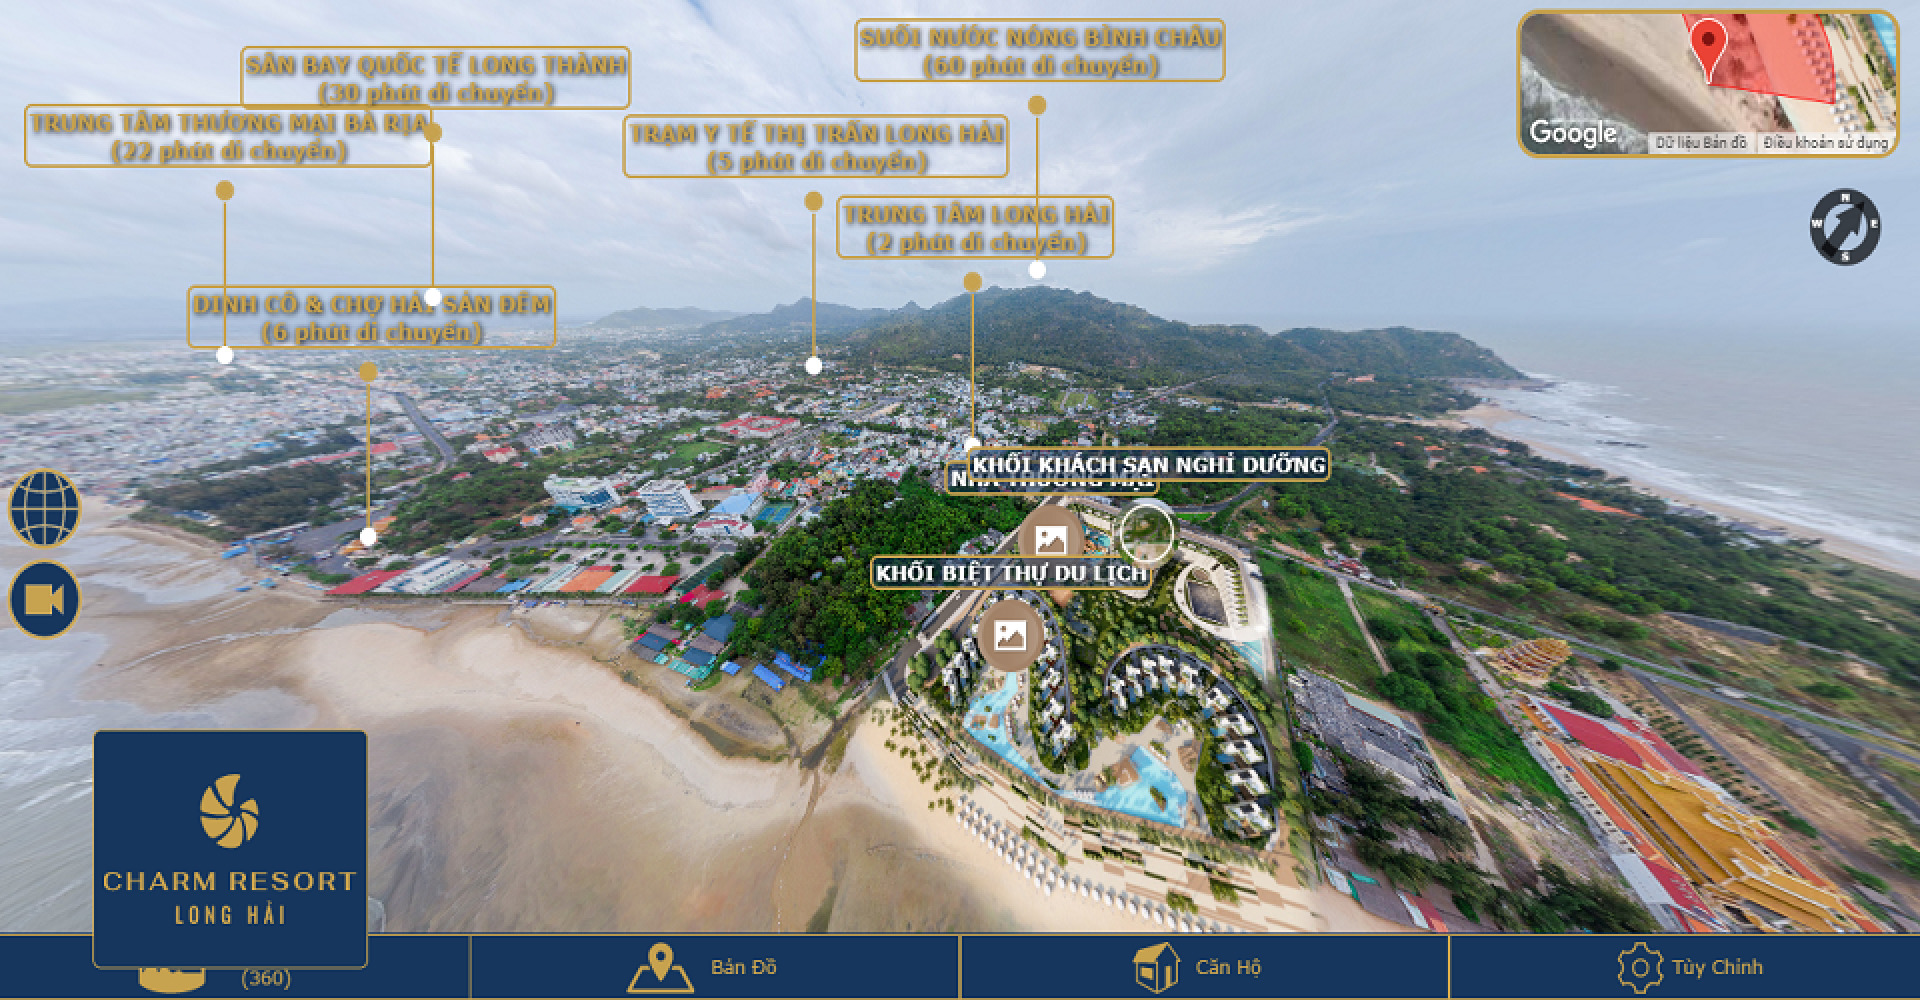 SUỐI NƯỚC NÓNG BÌNH CHÂU
(60 phút di chuyển)
SÂN BAY QUỐC TẾ LONG THÀNH
(30 phút di chuyển)
TRUNG TÂM THƯƠNG MẠI BÀ RỊA
(22 phút di chuyển)
TRẠM Y TẾ THỊ TRẤN LONG HẢI
(5 phút di chuyển)
Google
Dữ liệu Bản đồ
Điều khoản sử dụng
N
W
E
S
TRUNG TÂM LONG HẢI
(2 phút di chuyển)
DINH CÔ & CHỢ HẢI SẢN ĐÊM
(6 phút di chuyển)
KHỐI KHÁCH SẠN NGHỈ DƯỠNG
NHÀ THƯƠNG MẠI
KHỐI BIỆT THỰ DU LỊCH
CHARM RESORT
LONG HẢI
(360)
Bản Đồ
Căn Hộ
Tùy Chỉnh